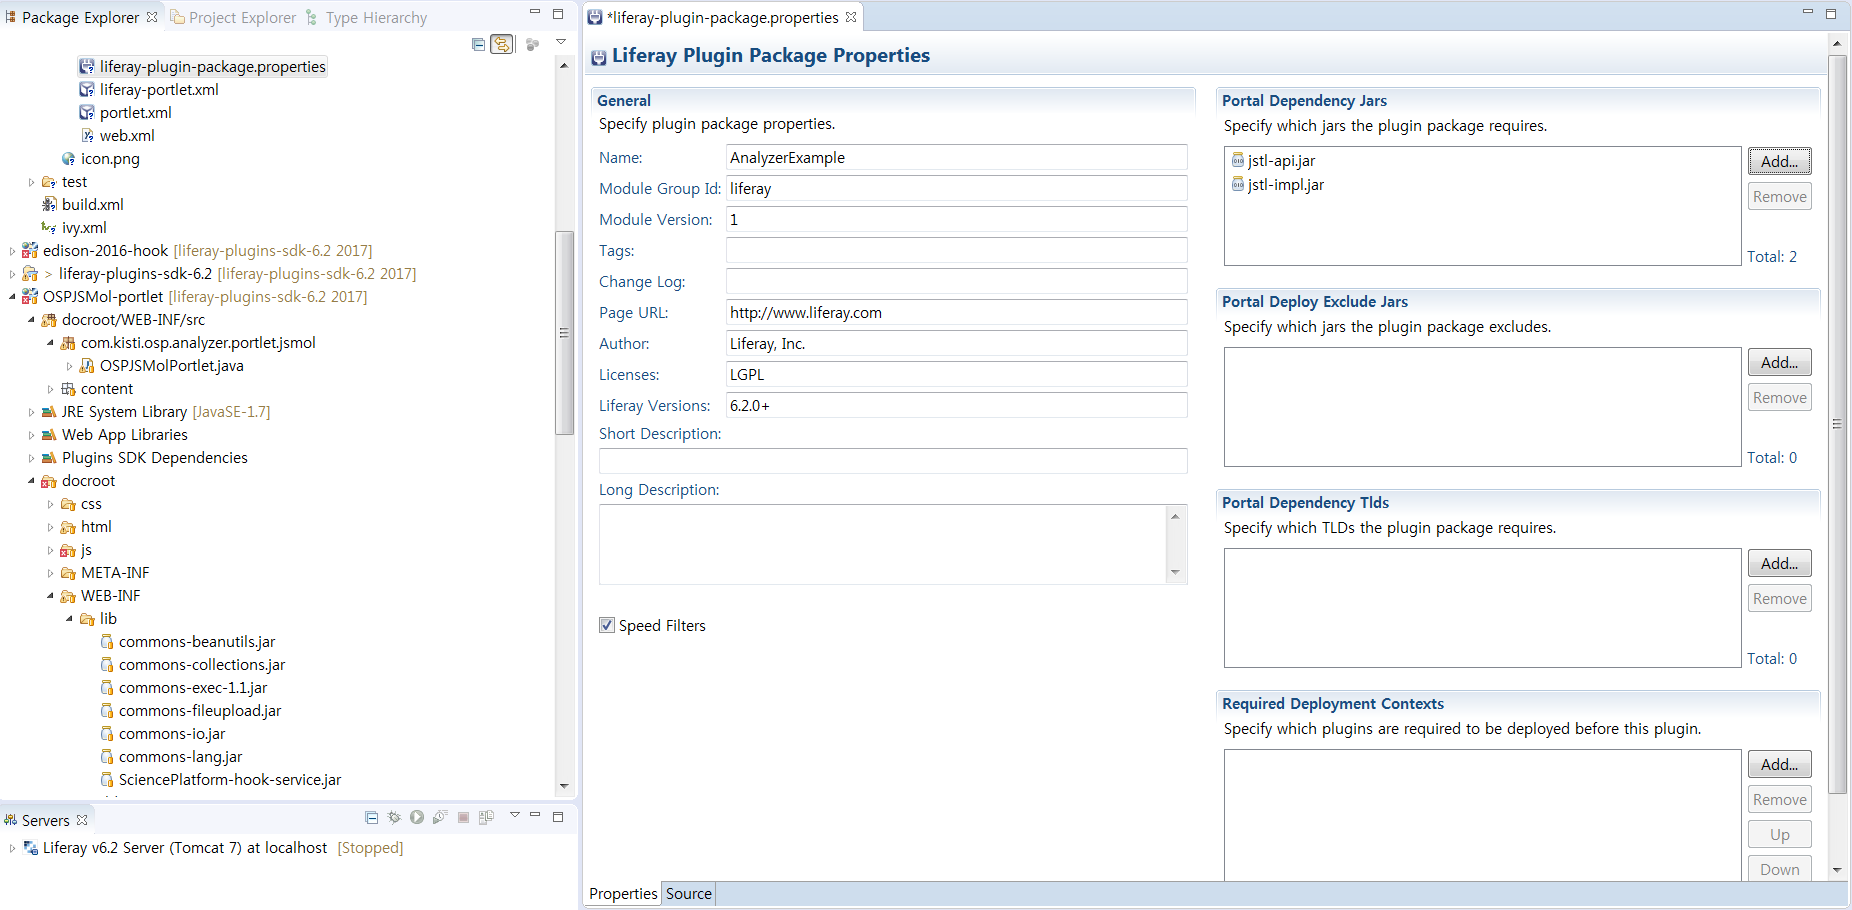 Package Explorer
Project Explorer
Type Hierarchy
liferay-plugin-package.properties
liferay-portlet.xml
portlet.xml
web.xml
icon.png
test
build.xml
ivy.xml
edison-2016-hook [liferay-plugins-sdk-6.2 2017]
> liferay-plugins-sdk-6.2 [liferay-plugins-sdk-6.2 2017]
OSPJSMol-portlet [liferay-plugins-sdk-6.2 2017]
docroot/WEB-INF/src
com.kisti.osp.analyzer.portlet.jsmol
OSPJSMolPortlet.java
content
JRE System Library [JavaSE-1.7]
Web App Libraries
Plugins SDK Dependencies
docroot
css
html
js
META-INF
WEB-INF
lib
commons-beanutils.jar
commons-collections.jar
commons-exec-1.1.jar
commons-fileupload.jar
commons-io.jar
commons-lang.jar
SciencePlatform-hook-service.jar
Servers
Liferay v6.2 Server (Tomcat 7) at localhost [Stopped]
*liferay-plugin-package.properties
Liferay Plugin Package Properties
General
Specify plugin package properties.
Name: AnalyzerExample
Module Group Id: liferay
Module Version: 1
Tags:
Change Log:
Page URL: http://www.liferay.com
Author: Liferay, Inc.
Licenses: LGPL
Liferay Versions: 6.2.0+
Short Description:
Long Description:
Speed Filters
Portal Dependency Jars
Specify which jars the plugin package requires.
jstl-api.jar
jstl-impl.jar
Add...
Remove
Total: 2
Portal Deploy Exclude Jars
Specify which jars the plugin package excludes.
Add...
Remove
Total: 0
Portal Dependency Tlds
Specify which TLDs the plugin package requires.
Add...
Remove
Total: 0
Required Deployment Contexts
Specify which plugins are required to be deployed before this plugin.
Add...
Remove
Up
Down
Properties
Source